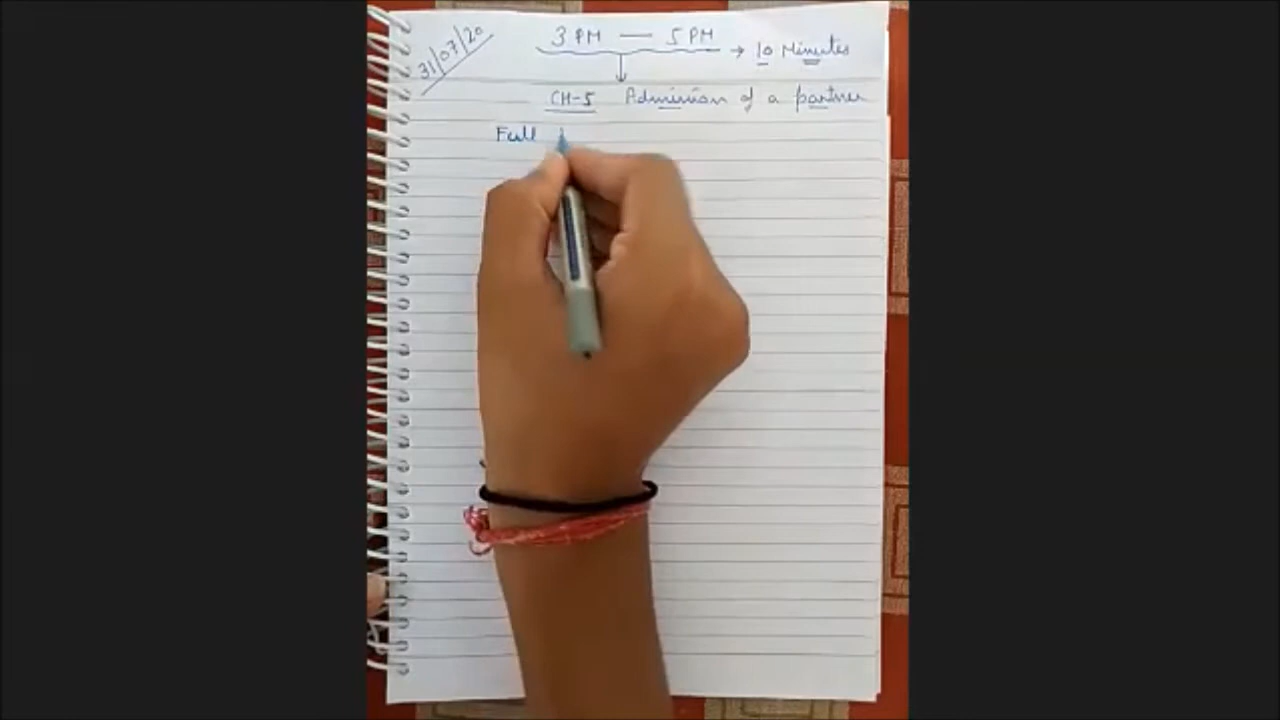 31/07/20
3 PM — 5 PM → 10 Minutes
CH-5 Admission of a partner
Full